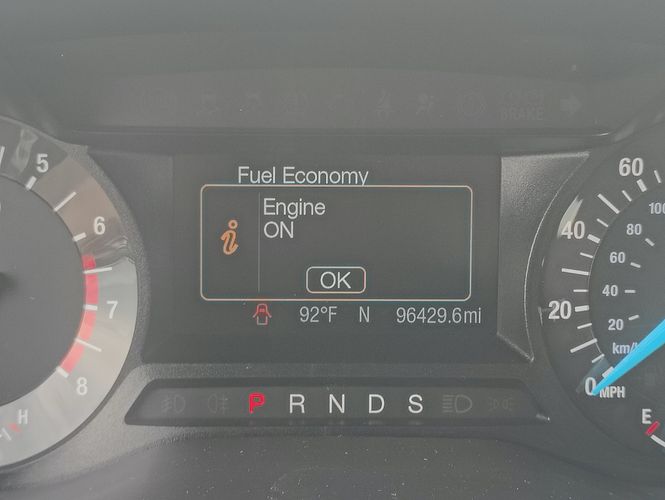 BRAKE
Fuel Economy
Engine
ON
OK
92°F N 96429.6mi
P R N D S
5
6
7
8
H
60
40
20
0 MPH
100
80
60
40
20
km/h
E